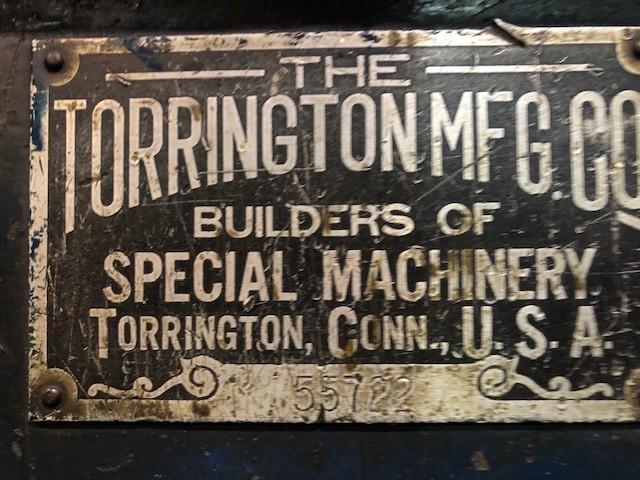 THE
TORRINGTON MFG. CO
BUILDERS OF
SPECIAL MACHINERY
TORRINGTON, CONN., U. S. A.
55722